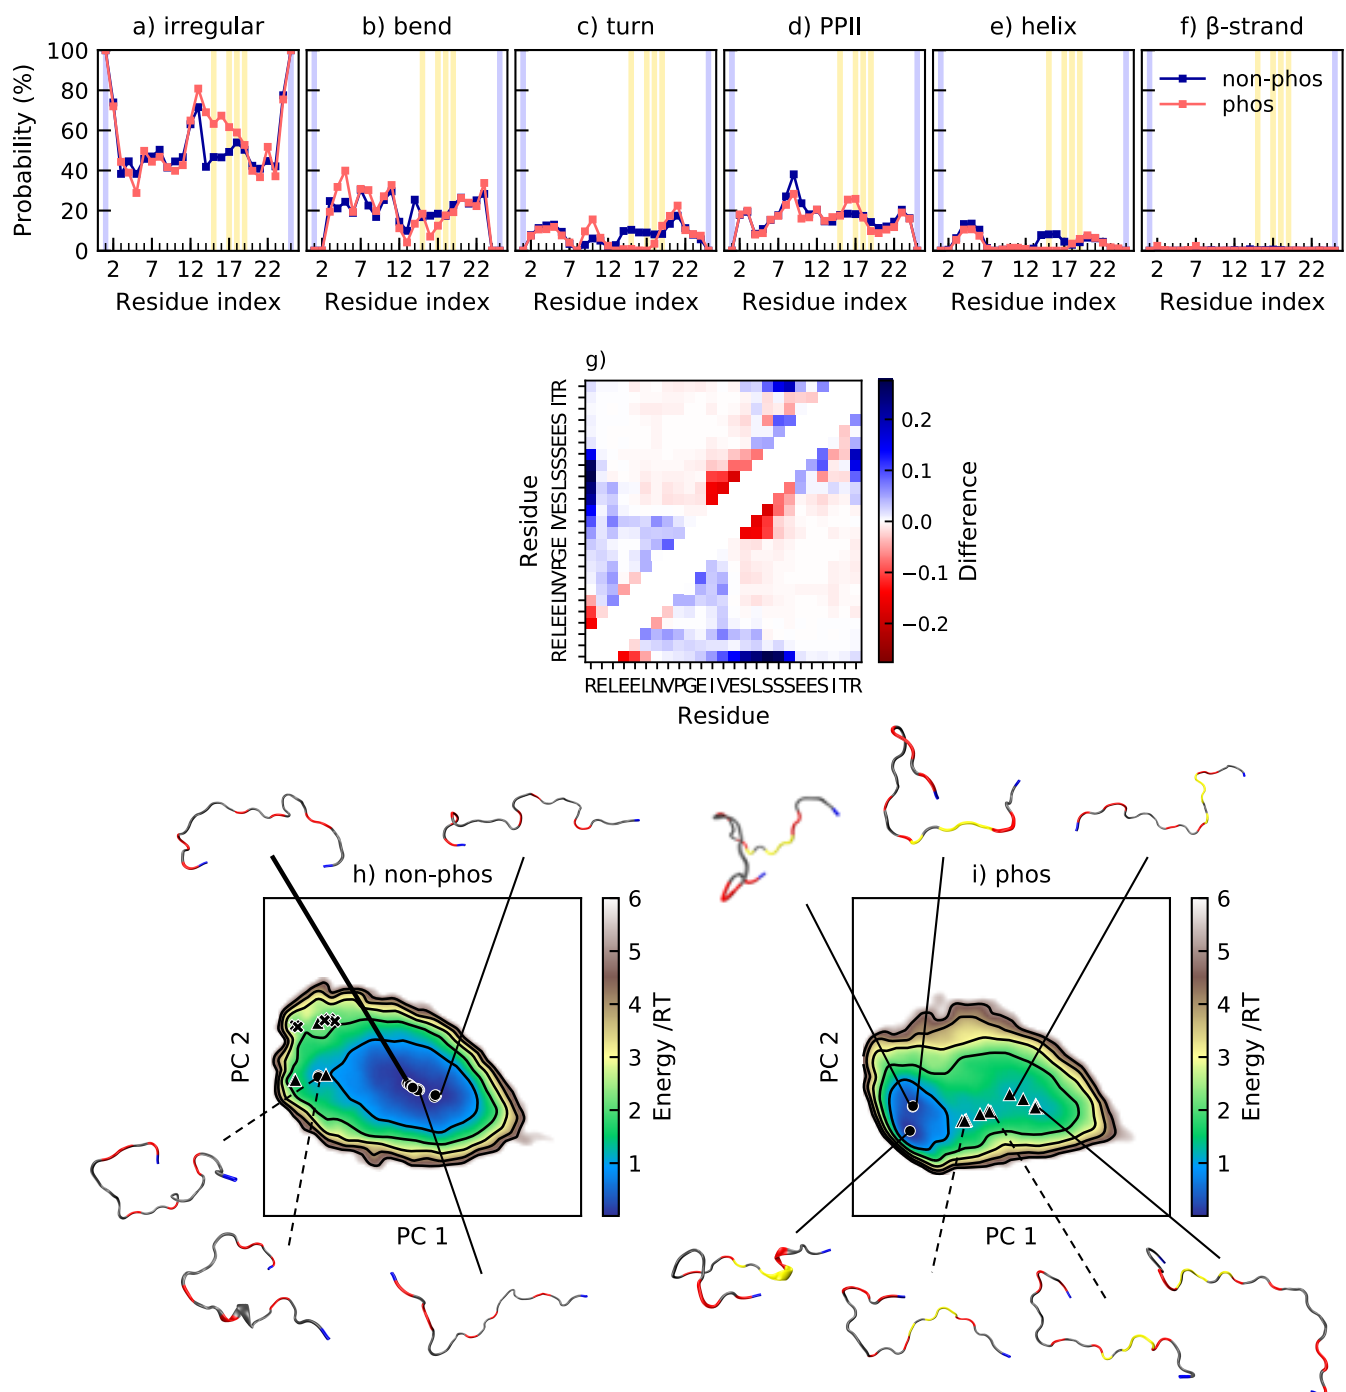 a) irregular
b) bend
c) turn
d) PPII
e) helix
f) β-strand
Probability (%)
100
80
60
40
20
0
non-phos
phos
2 7 12 17 22
2 7 12 17 22
2 7 12 17 22
2 7 12 17 22
2 7 12 17 22
2 7 12 17 22
Residue index
Residue index
Residue index
Residue index
Residue index
Residue index
g)
Residue
RELEELNVPGEIVESLSSSEESITR
0.2
0.1
0.0
−0.1
−0.2
Difference
RELEELNVPGEIVESLSSSEESITR
Residue
h) non-phos
PC 2
PC 1
6
5
4
3
2
1
Energy /RT
i) phos
PC 2
PC 1
6
5
4
3
2
1
Energy /RT